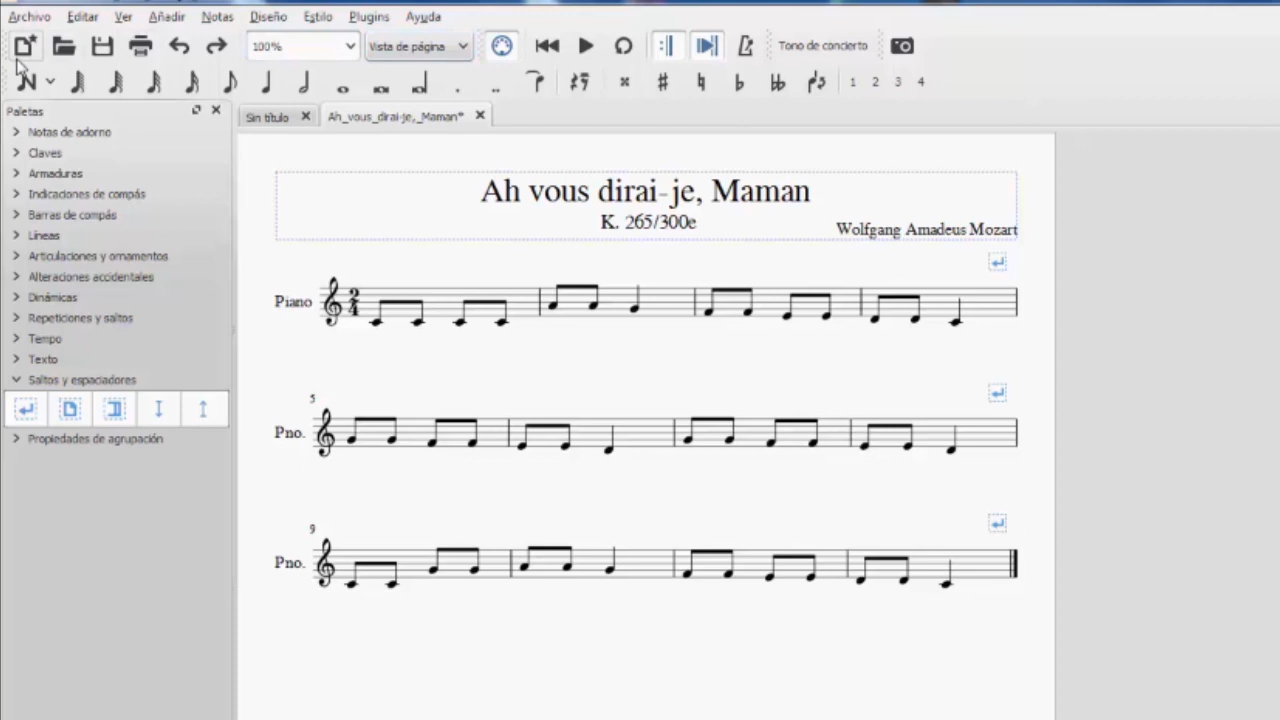 Archivo Editar Ver Añadir Notas Diseño Estilo Plugins Ayuda
100% Vista de página Tono de concierto
N 1 2 3 4
Paletas
Sin título Ah_vous_dirai-je,_Maman*
Notas de adorno
Claves
Armaduras
Indicaciones de compás
Barras de compás
Líneas
Articulaciones y ornamentos
Alteraciones accidentales
Dinámicas
Repeticiones y saltos
Tempo
Texto
Saltos y espaciadores
Propiedades de agrupación
Ah vous dirai-je, Maman
K. 265/300e
Wolfgang Amadeus Mozart
Piano 2 4
5
Pno.
9
Pno.